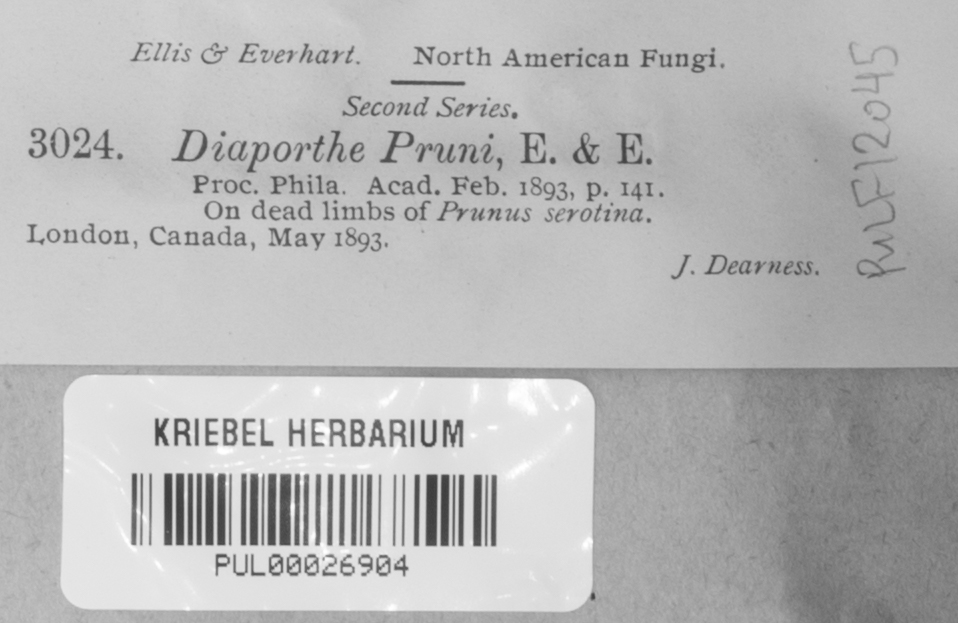 Ellis & Everhart. North American Fungi.
Second Series.
3024. Diaporthe Pruni, E. & E.
Proc. Phila. Acad. Feb. 1893, p. 141.
On dead limbs of Prunus serotina.
London, Canada, May 1893.
J. Dearness.
PULF12045
KRIEBEL HERBARIUM
PUL00026904